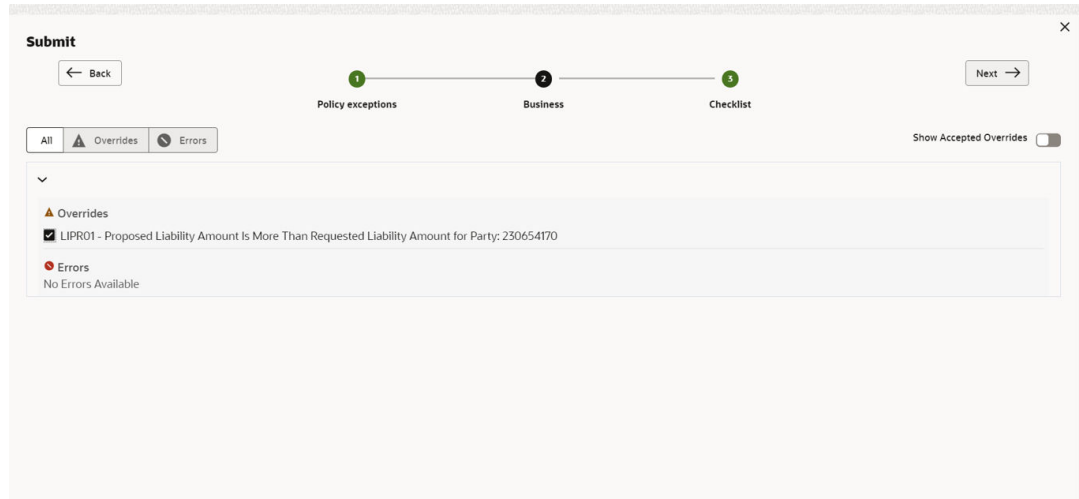 Submit
Back
Next
1
2
3
Policy exceptions
Business
Checklist
All
Overrides
Errors
Show Accepted Overrides
Overrides
LIPR01 - Proposed Liability Amount Is More Than Requested Liability Amount for Party: 230654170
Errors
No Errors Available